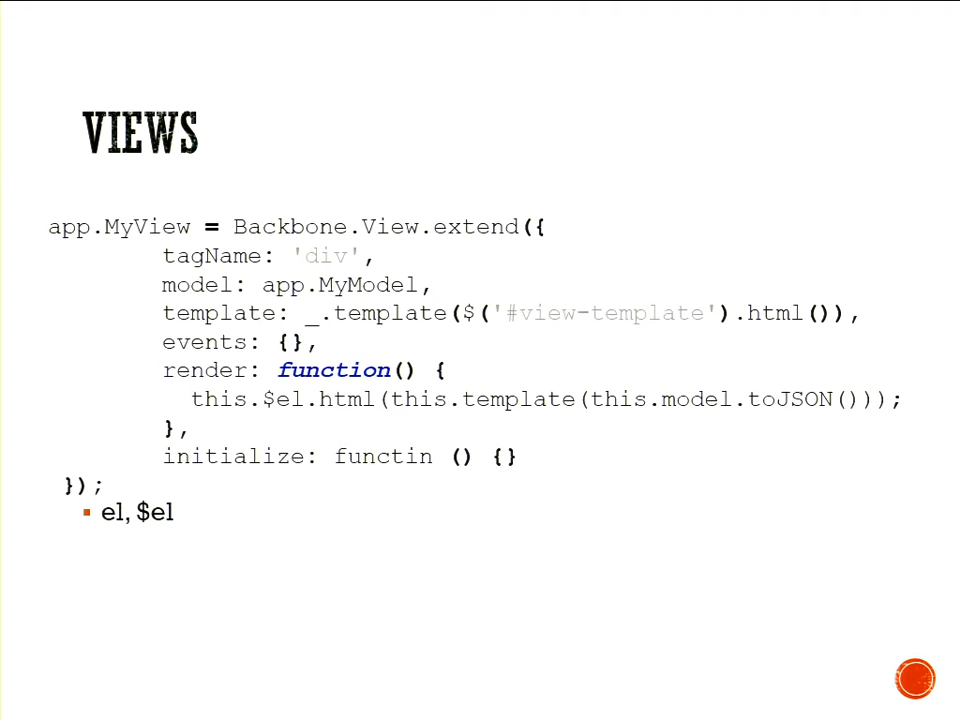 VIEWS
app.MyView = Backbone.View.extend({
tagName: 'div',
model: app.MyModel,
template: _.template($('#view-template').html()),
events: {},
render: function() {
this.$el.html(this.template(this.model.toJSON()));
},
initialize: functin () {}
});
▪ el, $el